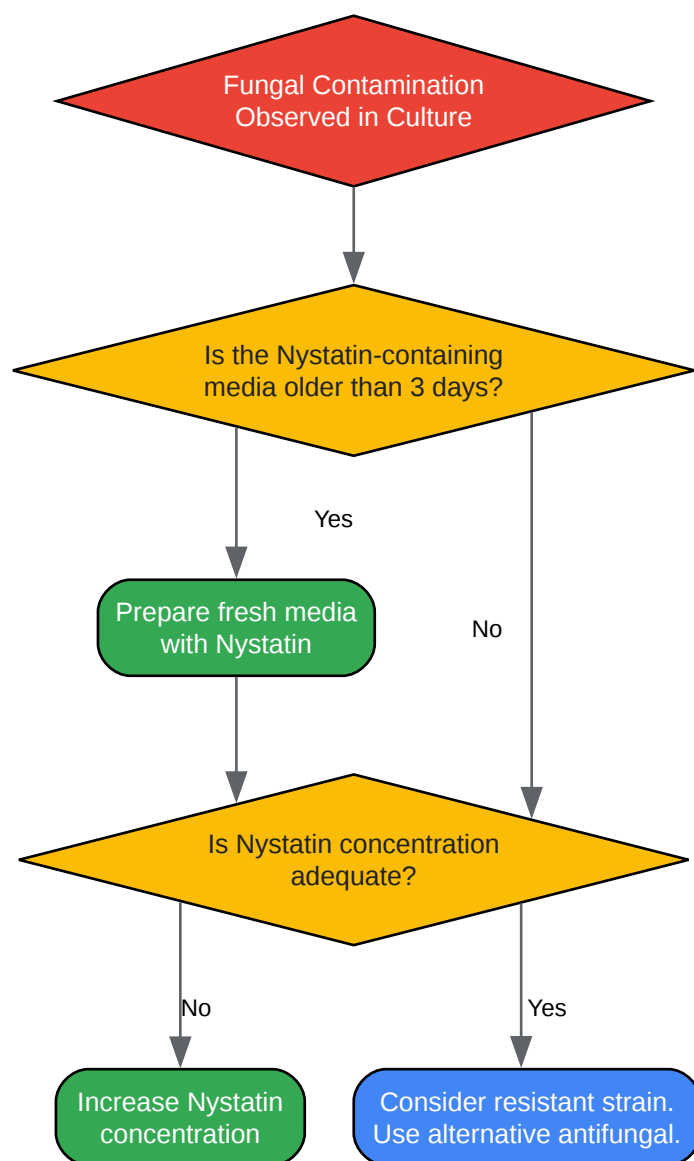 Fungal Contamination
Observed in Culture
Is the Nystatin-containing
media older than 3 days?
Yes
Prepare fresh media
with Nystatin
No
Is Nystatin concentration
adequate?
No
Yes
Increase Nystatin
concentration
Consider resistant strain.
Use alternative antifungal.